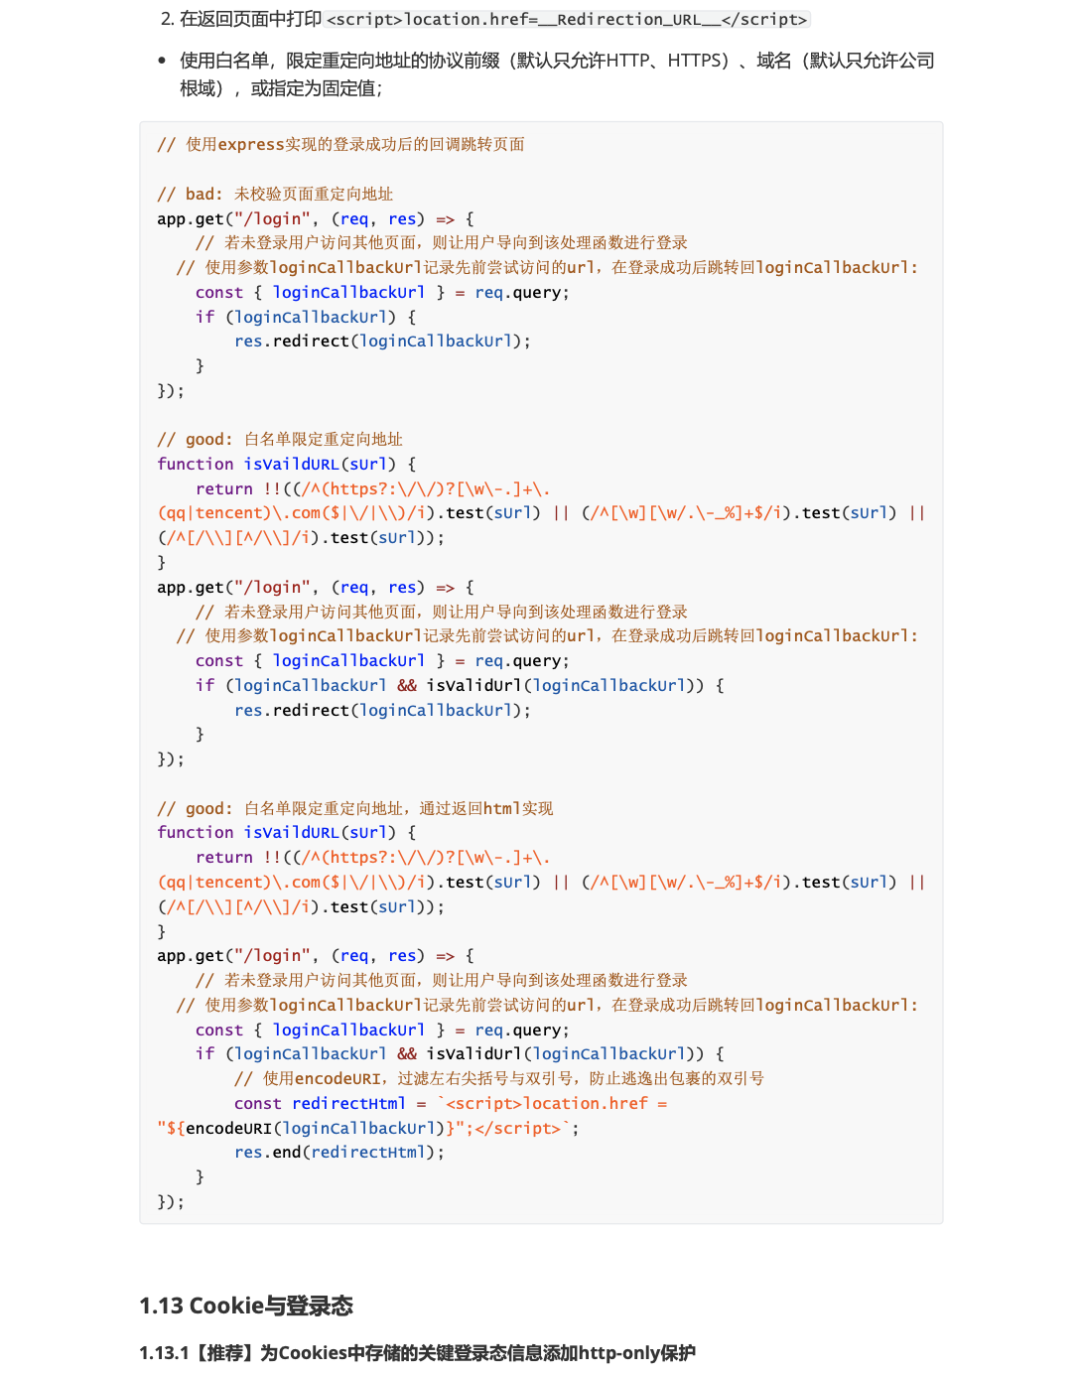 2. 在返回页面中打印 <script>location.href=__Redirection_URL__</script>
• 使用白名单，限定重定向地址的协议前缀（默认只允许HTTP、HTTPS）、域名（默认只允许公司
根域），或指定为固定值；
// 使用express实现的登录成功后的回调跳转页面
// bad: 未校验页面重定向地址
app.get("/login", (req, res) => {
    // 若未登录用户访问其他页面，则让用户导向到该处理函数进行登录
  // 使用参数loginCallbackUrl记录先前尝试访问的url，在登录成功后跳转回loginCallbackUrl:
    const { loginCallbackUrl } = req.query;
    if (loginCallbackUrl) {
        res.redirect(loginCallbackUrl);
    }
});
// good: 白名单限定重定向地址
function isVaildURL(sUrl) {
    return !!((/^(https?:\/\/)?[\w\-.]+\.
(qq|tencent)\.com($|\/|\\)/i).test(sUrl) || (/^[\w][\w/.\-_%]+$/i).test(sUrl) ||
(/^[/\\][^/\\]/i).test(sUrl));
}
app.get("/login", (req, res) => {
    // 若未登录用户访问其他页面，则让用户导向到该处理函数进行登录
  // 使用参数loginCallbackUrl记录先前尝试访问的url，在登录成功后跳转回loginCallbackUrl:
    const { loginCallbackUrl } = req.query;
    if (loginCallbackUrl && isValidUrl(loginCallbackUrl)) {
        res.redirect(loginCallbackUrl);
    }
});
// good: 白名单限定重定向地址，通过返回html实现
function isVaildURL(sUrl) {
    return !!((/^(https?:\/\/)?[\w\-.]+\.
(qq|tencent)\.com($|\/|\\)/i).test(sUrl) || (/^[\w][\w/.\-_%]+$/i).test(sUrl) ||
(/^[/\\][^/\\]/i).test(sUrl));
}
app.get("/login", (req, res) => {
    // 若未登录用户访问其他页面，则让用户导向到该处理函数进行登录
  // 使用参数loginCallbackUrl记录先前尝试访问的url，在登录成功后跳转回loginCallbackUrl:
    const { loginCallbackUrl } = req.query;
    if (loginCallbackUrl && isValidUrl(loginCallbackUrl)) {
        // 使用encodeURI，过滤左右尖括号与双引号，防止逃逸出包裹的双引号
        const redirectHtml = `<script>location.href =
"${encodeURI(loginCallbackUrl)}";</script>`;
        res.end(redirectHtml);
    }
});
1.13 Cookie与登录态
1.13.1【推荐】为Cookies中存储的关键登录态信息添加http-only保护